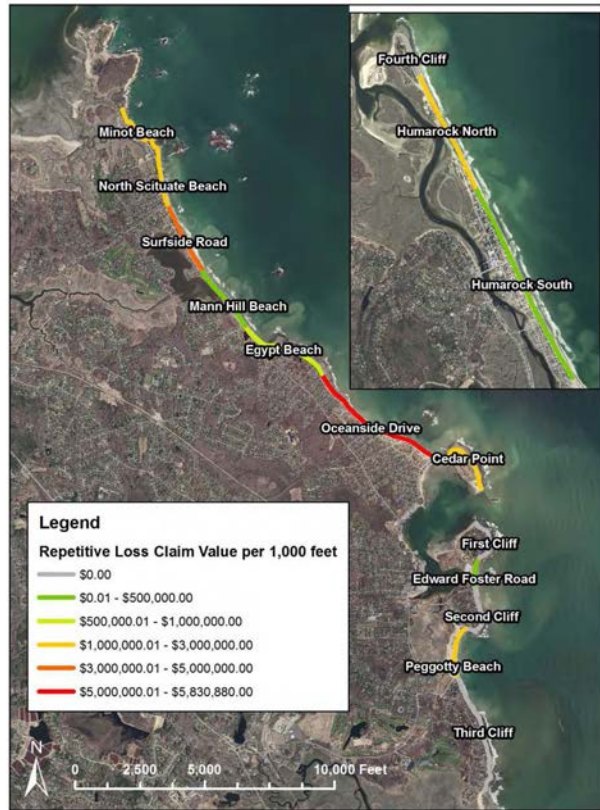 Fourth Cliff
Minot Beach
Humarock North
North Scituate Beach
Surfside Road
Humarock South
Mann Hill Beach
Egypt Beach
Oceanside Drive
Cedar Point
Legend
Repetitive Loss Claim Value per 1,000 feet
$0.00
$0.01 - $500,000.00
$500,000.01 - $1,000,000.00
$1,000,000.01 - $3,000,000.00
$3,000,000.01 - $5,000,000.00
$5,000,000.01 - $5,830,880.00
First Cliff
Edward Foster Road
Second Cliff
Peggotty Beach
Third Cliff
N
0 2,500 5,000 10,000 Feet